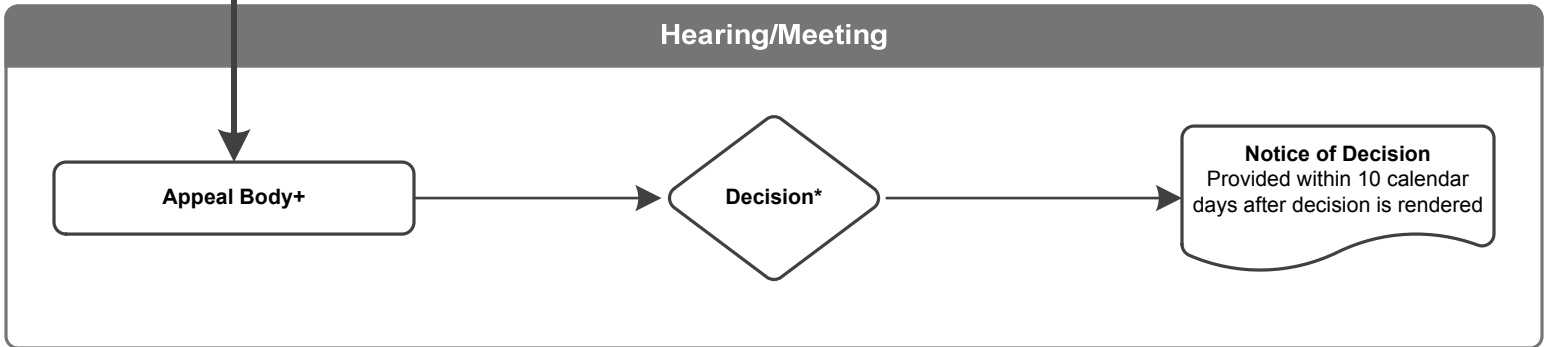 Hearing/Meeting
Appeal Body+
Decision*
Notice of Decision
Provided within 10 calendar
days after decision is rendered